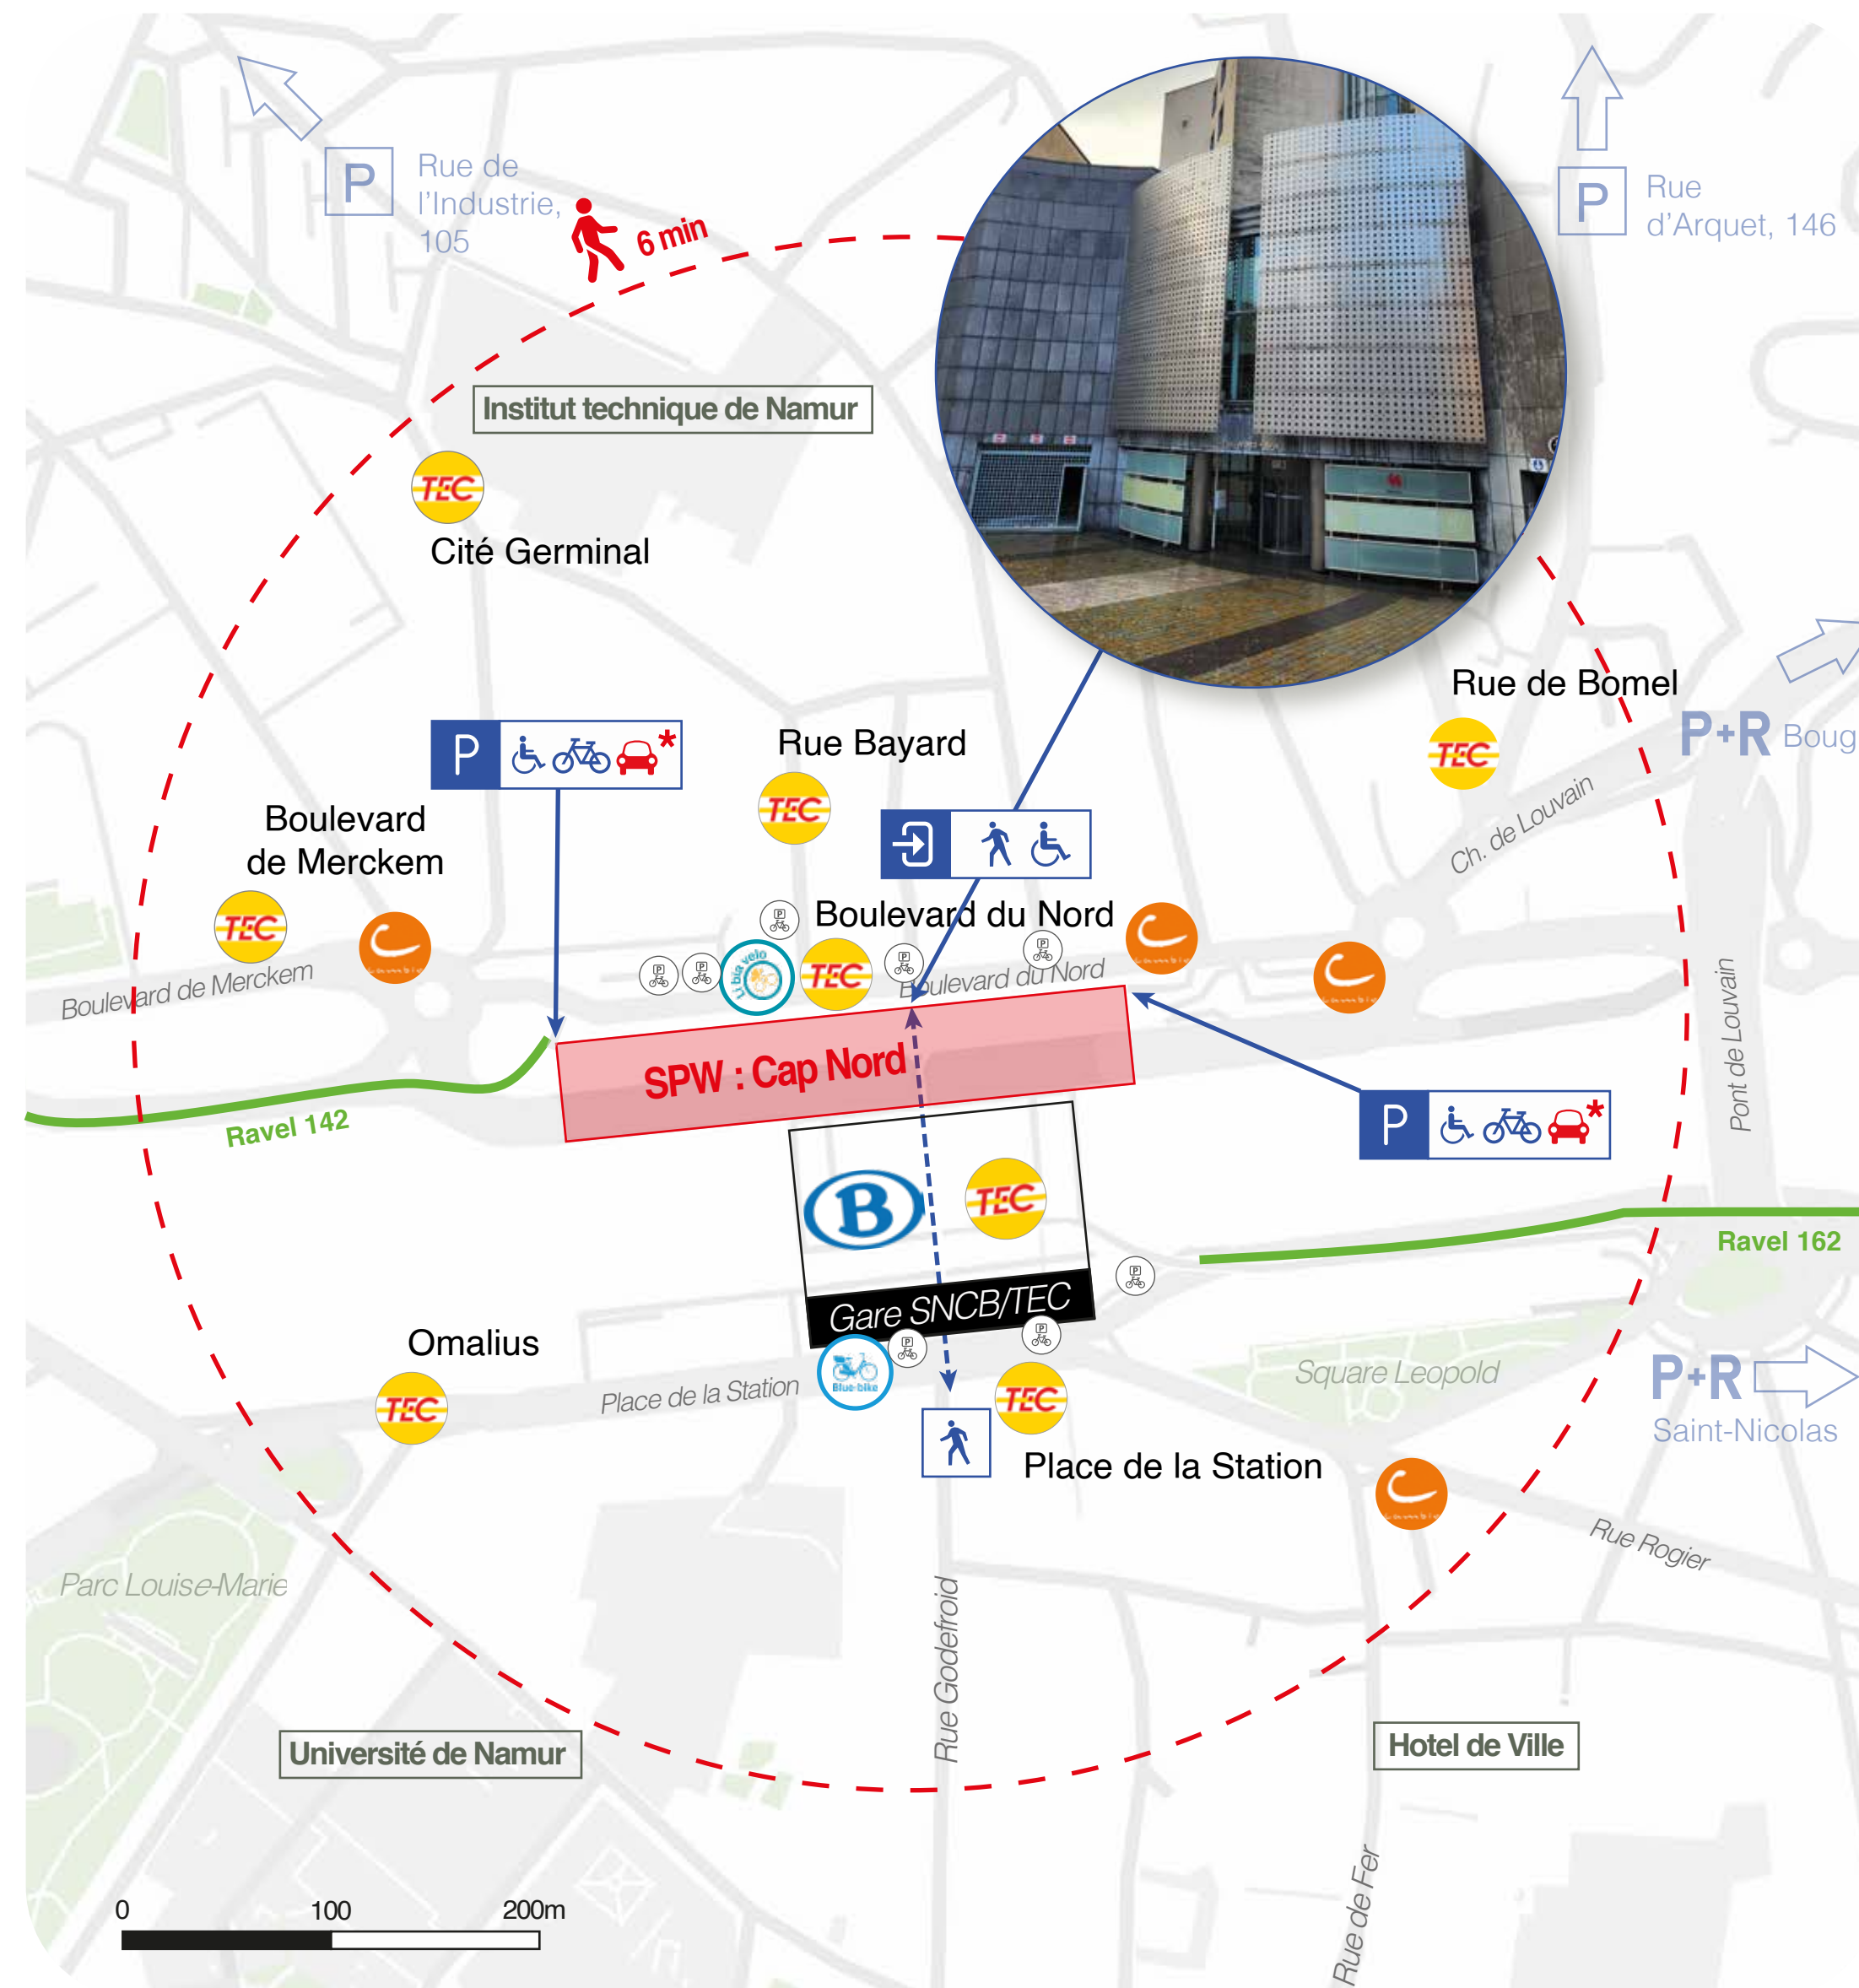 P
Rue de
l'Industrie,
105
6 min
P
Rue
d'Arquet, 146
Institut technique de Namur
TEC
Cité Germinal
Rue de Bomel
TEC
P+R Boug
Ch. de Louvain
P
*
Rue Bayard
TEC
Boulevard
de Merckem
TEC
Boulevard de Merckem
Boulevard du Nord
P
P
P
Li bia velo
TEC
P
P
Boulevard du Nord
SPW : Cap Nord
Pont de Louvain
P
*
Ravel 142
B
TEC
Gare SNCB/TEC
P
Ravel 162
Omalius
TEC
Place de la Station
Blue-bike
P
P
TEC
Place de la Station
Square Leopold
P+R
Saint-Nicolas
Rue Rogier
Parc Louise-Marie
Rue Godefroid
Université de Namur
Hotel de Ville
Rue de Fer
0
100
200m